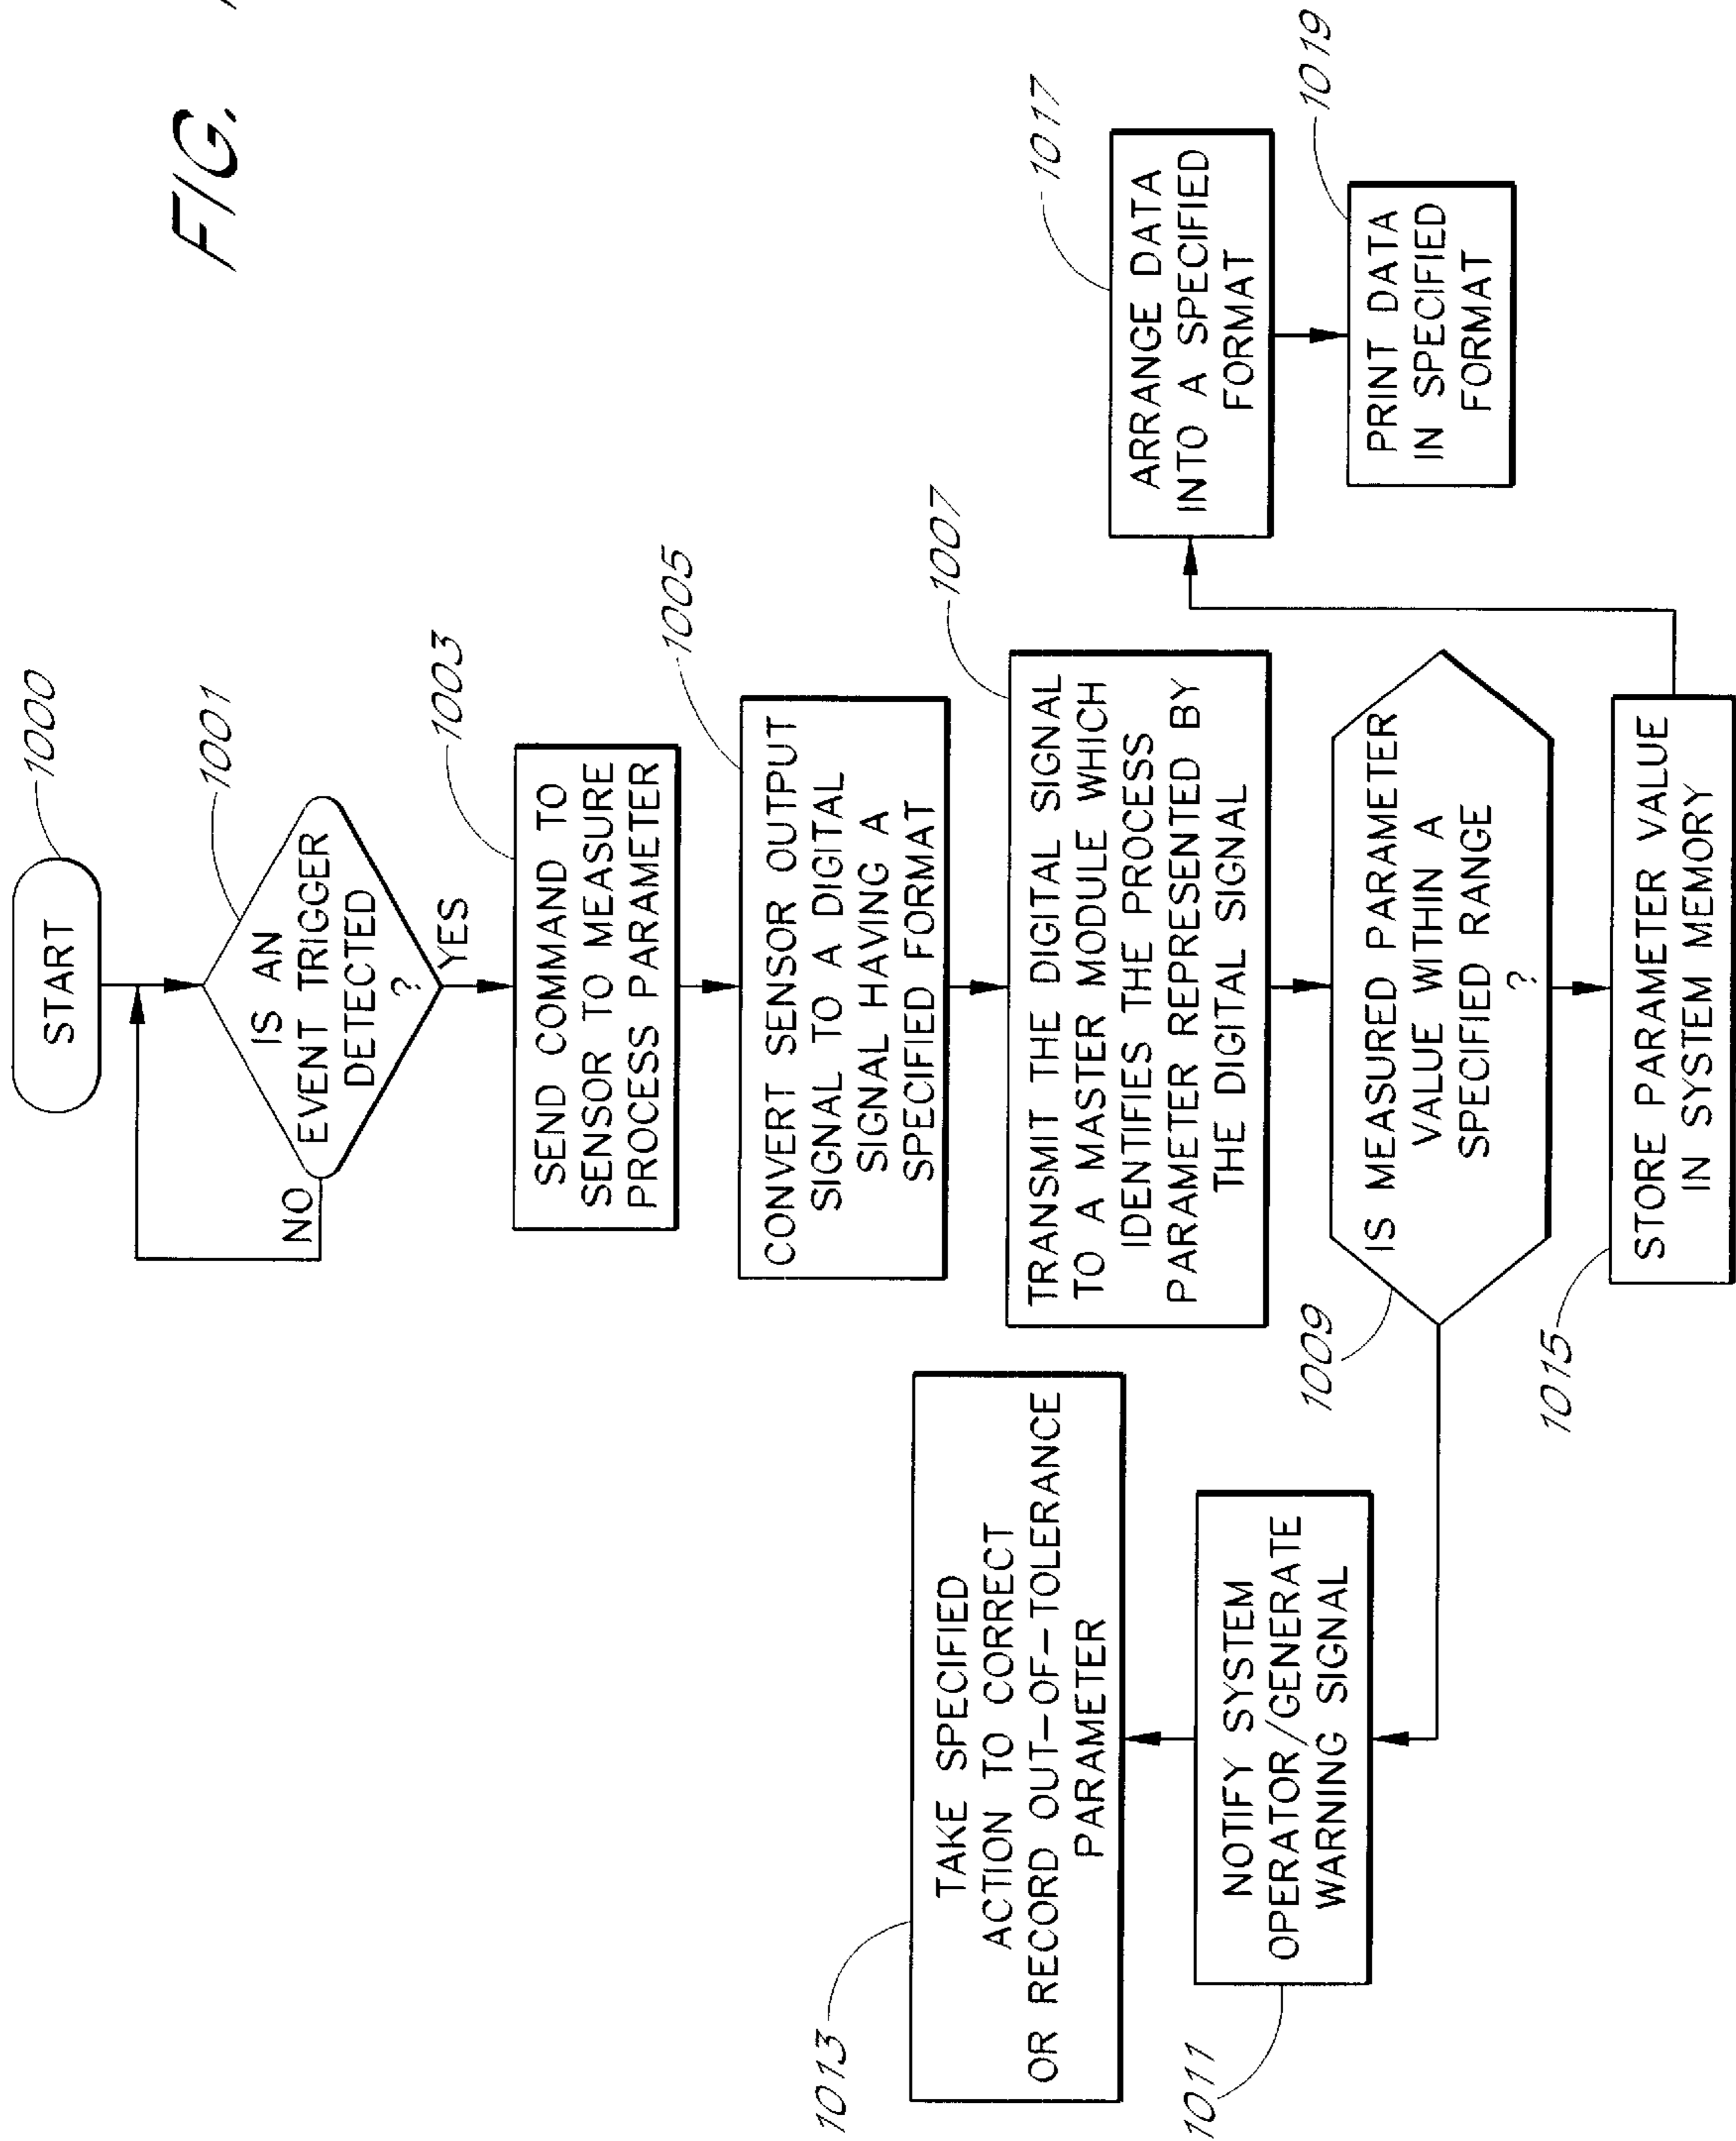 FIG.
1000
START
1001
IS AN
EVENT TRIGGER
DETECTED
?
NO
YES
1003
SEND COMMAND TO
SENSOR TO MEASURE
PROCESS PARAMETER
1005
CONVERT SENSOR OUTPUT
SIGNAL TO A DIGITAL
SIGNAL HAVING A
SPECIFIED FORMAT
1007
TRANSMIT THE DIGITAL SIGNAL
TO A MASTER MODULE WHICH
IDENTIFIES THE PROCESS
PARAMETER REPRESENTED BY
THE DIGITAL SIGNAL
1009
IS MEASURED PARAMETER
VALUE WITHIN A
SPECIFIED RANGE
?
1013
TAKE SPECIFIED
ACTION TO CORRECT
OR RECORD OUT-OF-TOLERANCE
PARAMETER
1011
NOTIFY SYSTEM
OPERATOR/GENERATE
WARNING SIGNAL
1015
STORE PARAMETER VALUE
IN SYSTEM MEMORY
1017
ARRANGE DATA
INTO A SPECIFIED
FORMAT
1019
PRINT DATA
IN SPECIFIED
FORMAT